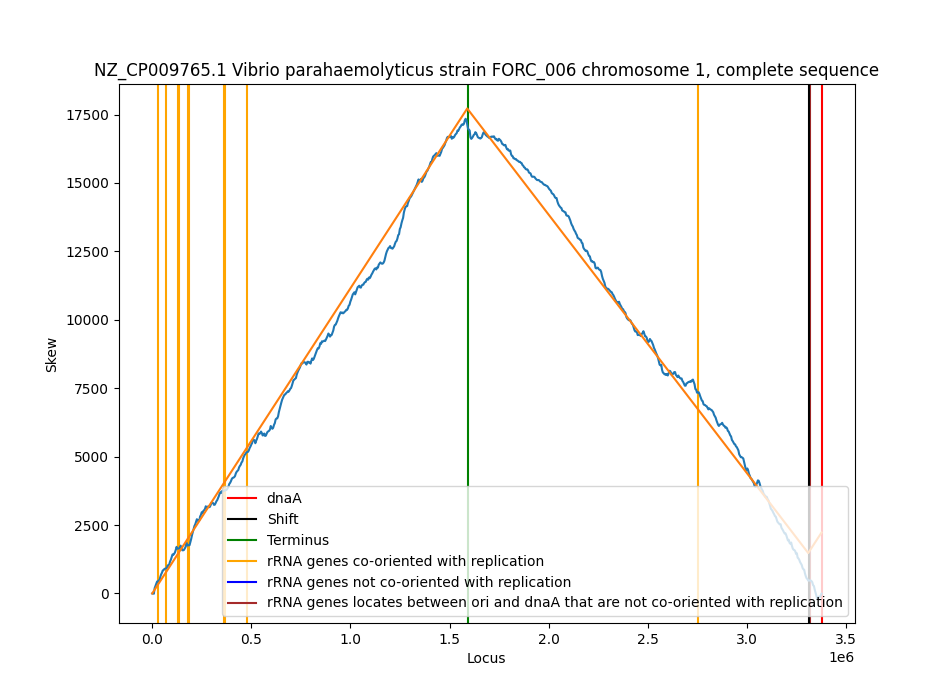 NZ_CP009765.1 Vibrio parahaemolyticus strain FORC_006 chromosome 1, complete sequence
17500
15000
12500
10000
7500
5000
2500
0
Skew
dnaA
Shift
Terminus
rRNA genes co-oriented with replication
rRNA genes not co-oriented with replication
rRNA genes locates between ori and dnaA that are not co-oriented with replication
0.0 0.5 1.0 1.5 2.0 2.5 3.0 3.5
1e6
Locus